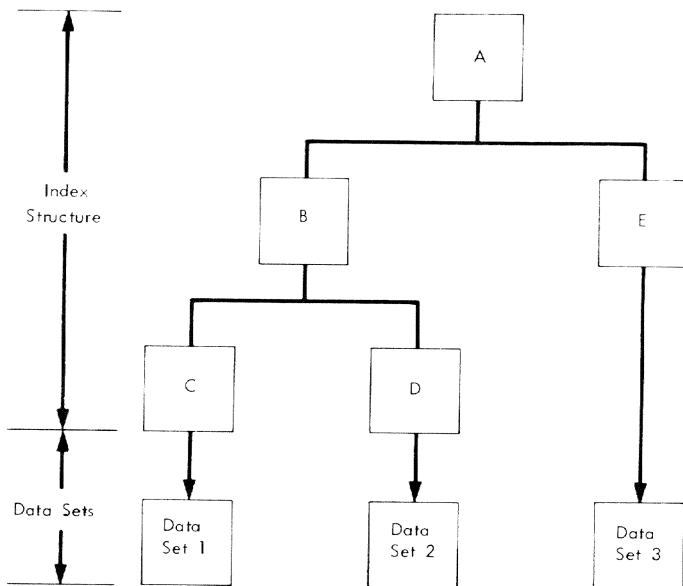 A
Index
Structure
B
E
C
D
Data Sets
Data
Set 1
Data
Set 2
Data
Set 3